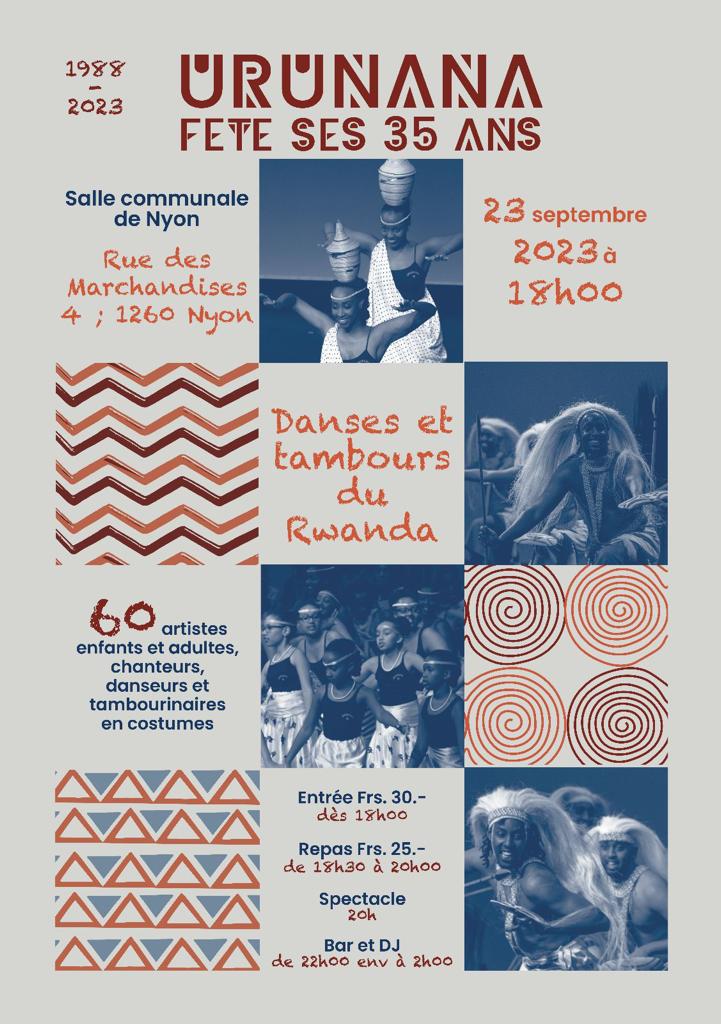 1988
-
2023
URUNANA
FETE SES 35 ANS
Salle communale
de Nyon
Rue des
Marchandises
4 ; 1260 Nyon
23 septembre
2023 à
18h00
Danses et
tambours
du
Rwanda
60 artistes
enfants et adultes,
chanteurs,
danseurs et
tambourinaires
en costumes
Entrée Frs. 30.-
dès 18h00
Repas Frs. 25.-
de 18h30 à 20h00
Spectacle
20h
Bar et DJ
de 22h00 env à 2h00